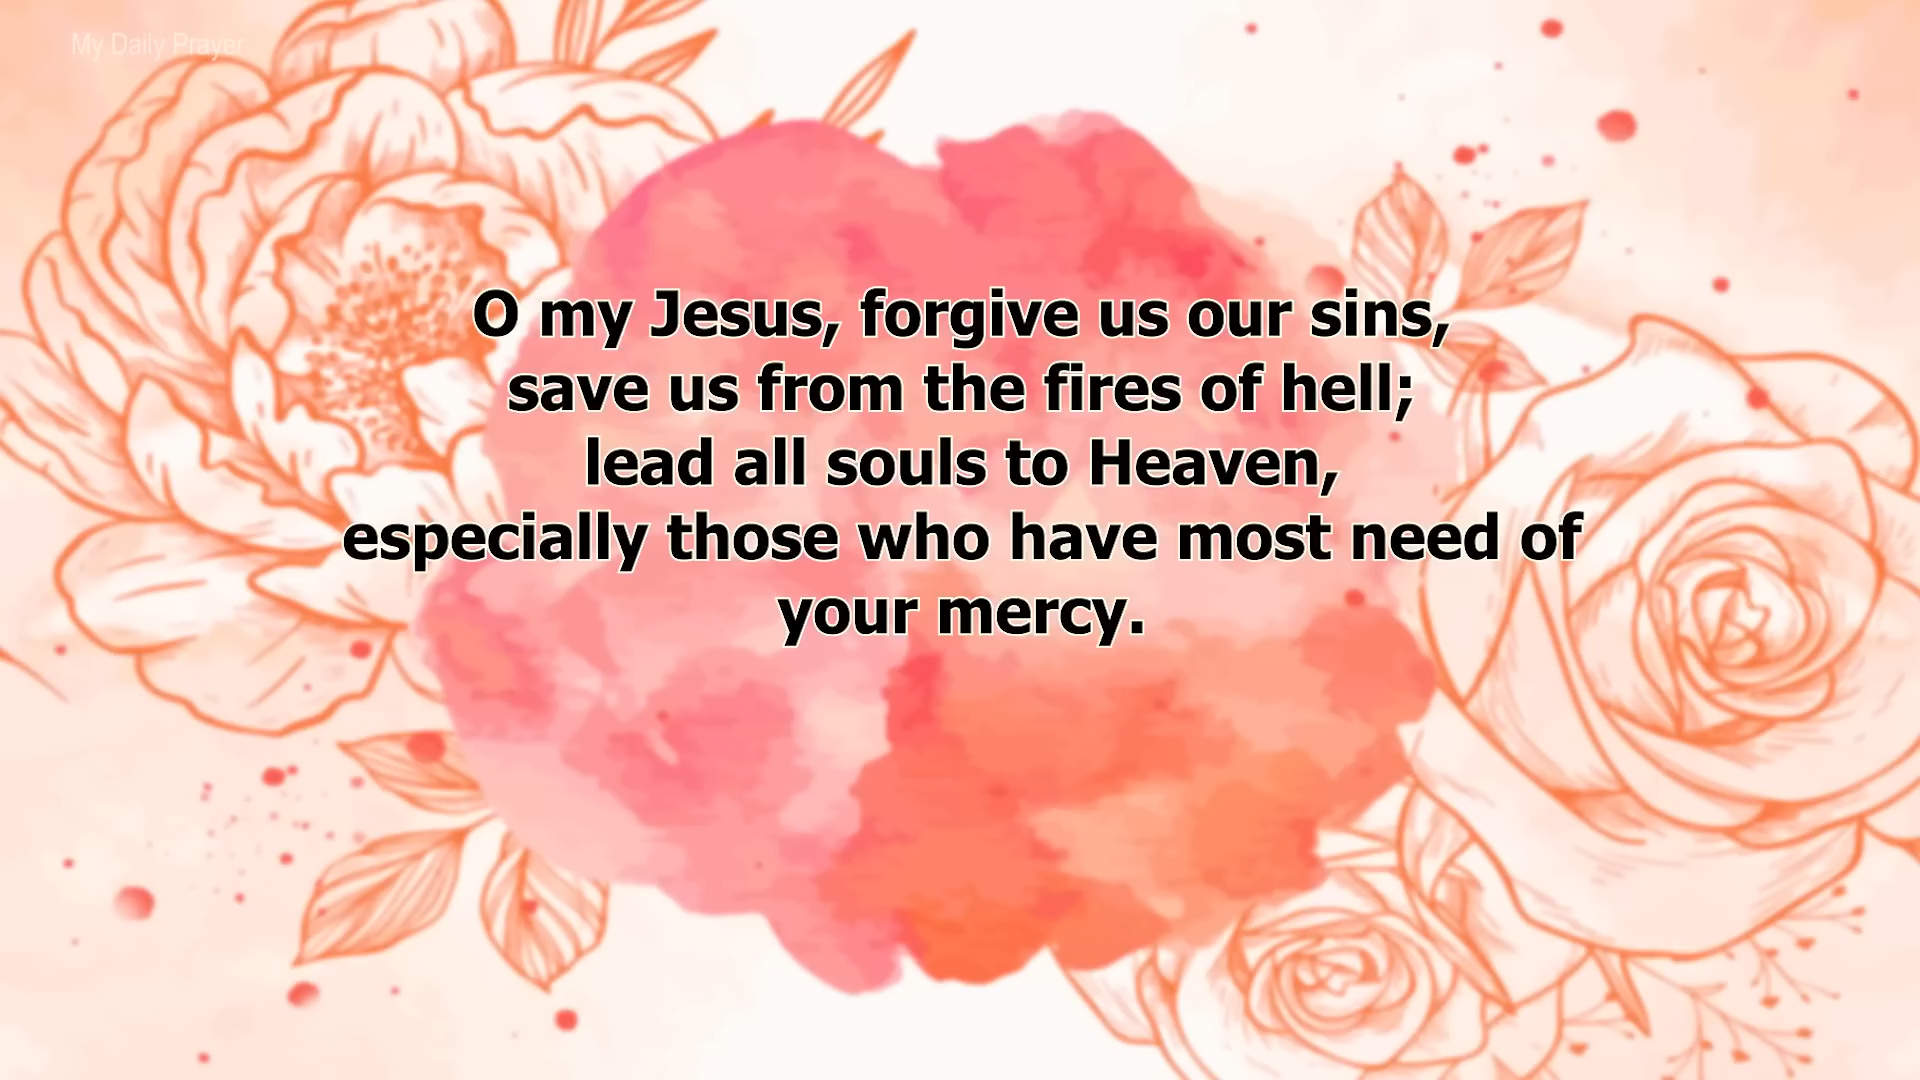 My Daily Prayer
O my Jesus, forgive us our sins,
save us from the fires of hell;
lead all souls to Heaven,
especially those who have most need of
your mercy.